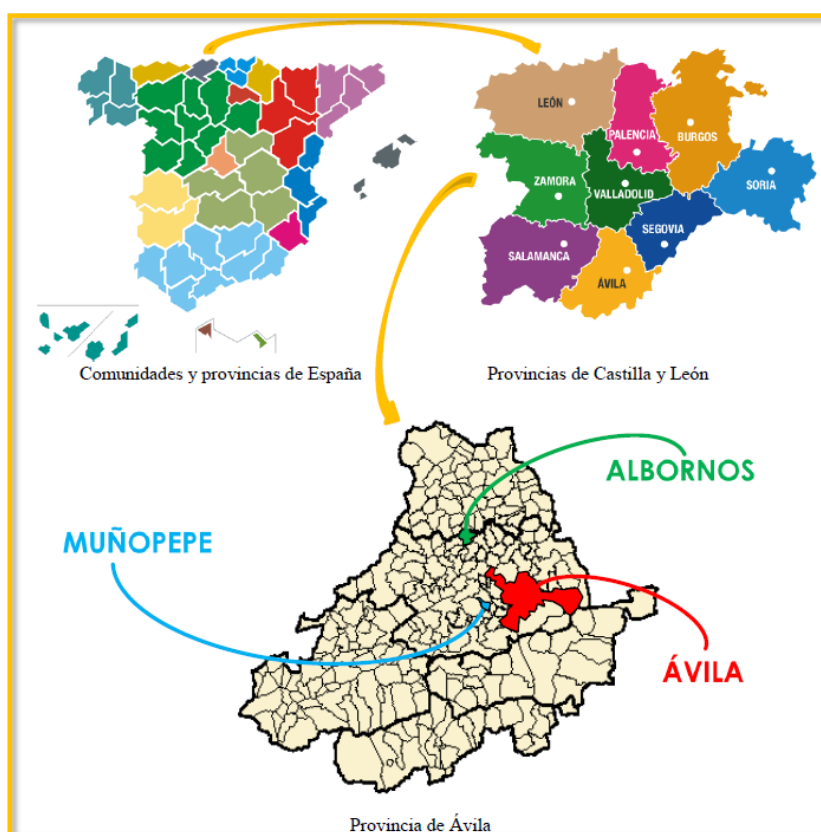 LEÓN
PALENCIA
BURGOS
ZAMORA
VALLADOLID
SORIA
SEGOVIA
SALAMANCA
ÁVILA
Comunidades y provincias de España
Provincias de Castilla y León
ALBORNOS
MUÑOPEPE
ÁVILA
Provincia de Ávila